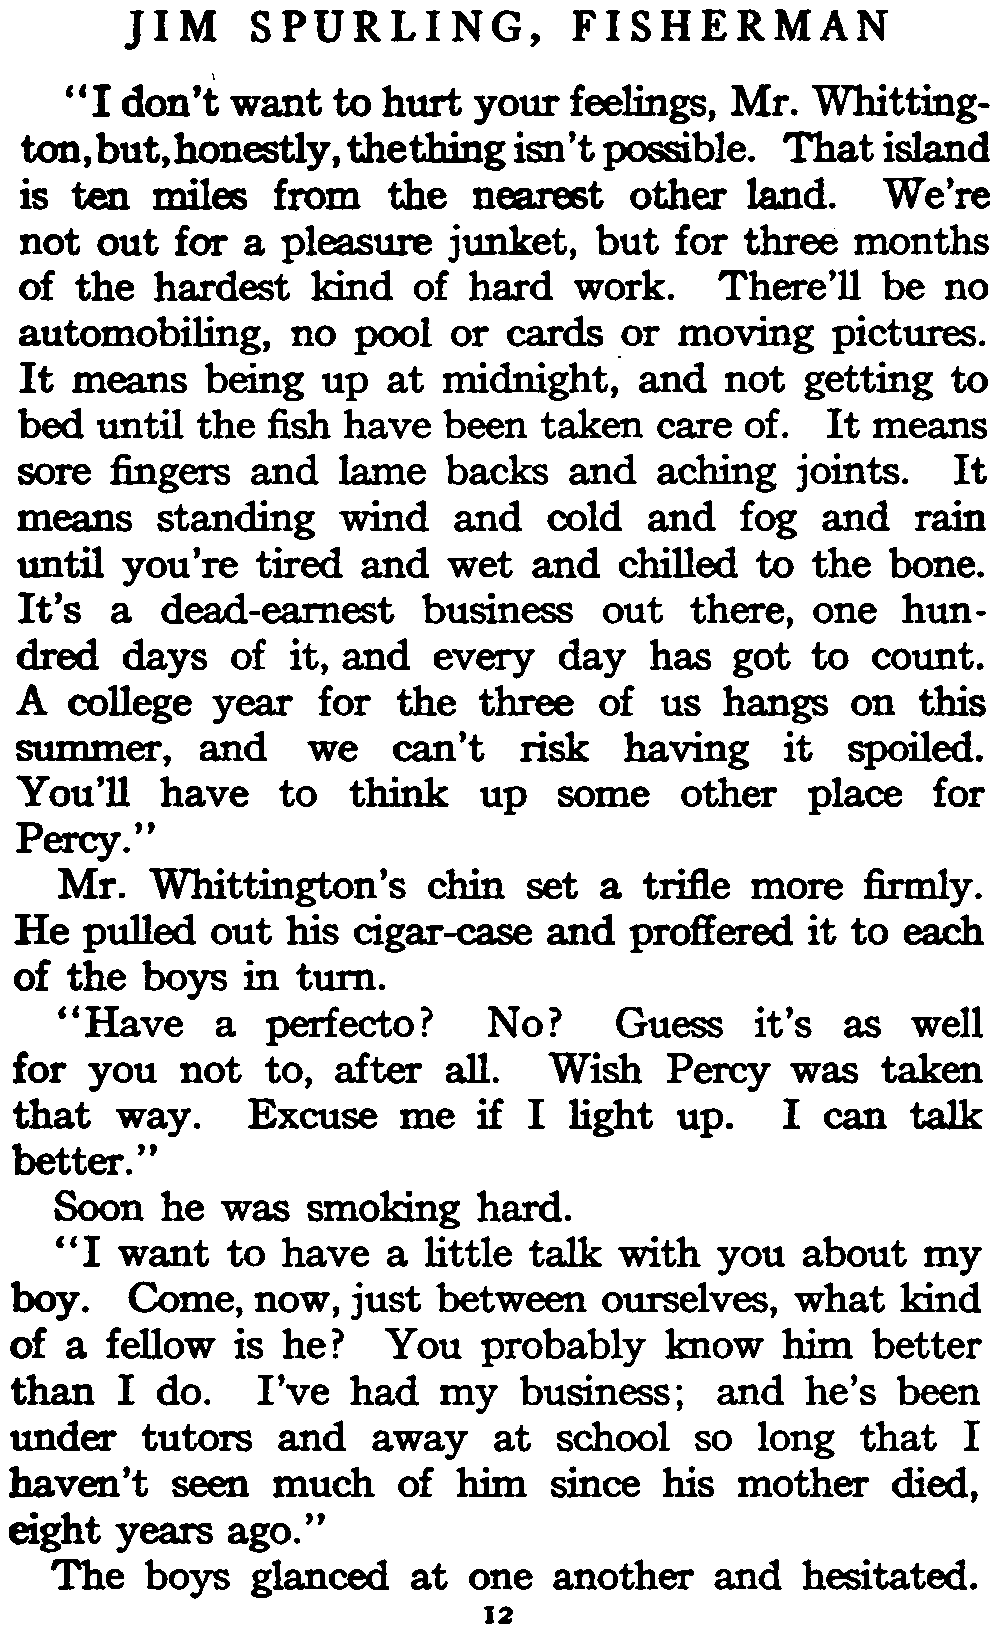 JIM SPURLING, FISHERMAN
“I don't want to hurt your feelings, Mr. Whitting-
ton, but, honestly, the thing isn't possible. That island
is ten miles from the nearest other land. We're
not out for a pleasure junket, but for three months
of the hardest kind of hard work. There'll be no
automobiling, no pool or cards or moving pictures.
It means being up at midnight, and not getting to
bed until the fish have been taken care of. It means
sore fingers and lame backs and aching joints. It
means standing wind and cold and fog and rain
until you're tired and wet and chilled to the bone.
It's a dead-earnest business out there, one hun-
dred days of it, and every day has got to count.
A college year for the three of us hangs on this
summer, and we can't risk having it spoiled.
You'll have to think up some other place for
Percy.”
Mr. Whittington's chin set a trifle more firmly.
He pulled out his cigar-case and proffered it to each
of the boys in turn.
“Have a perfecto? No? Guess it's as well
for you not to, after all. Wish Percy was taken
that way. Excuse me if I light up. I can talk
better.”
Soon he was smoking hard.
“I want to have a little talk with you about my
boy. Come, now, just between ourselves, what kind
of a fellow is he? You probably know him better
than I do. I've had my business; and he's been
under tutors and away at school so long that I
haven't seen much of him since his mother died,
eight years ago.”
The boys glanced at one another and hesitated.
12